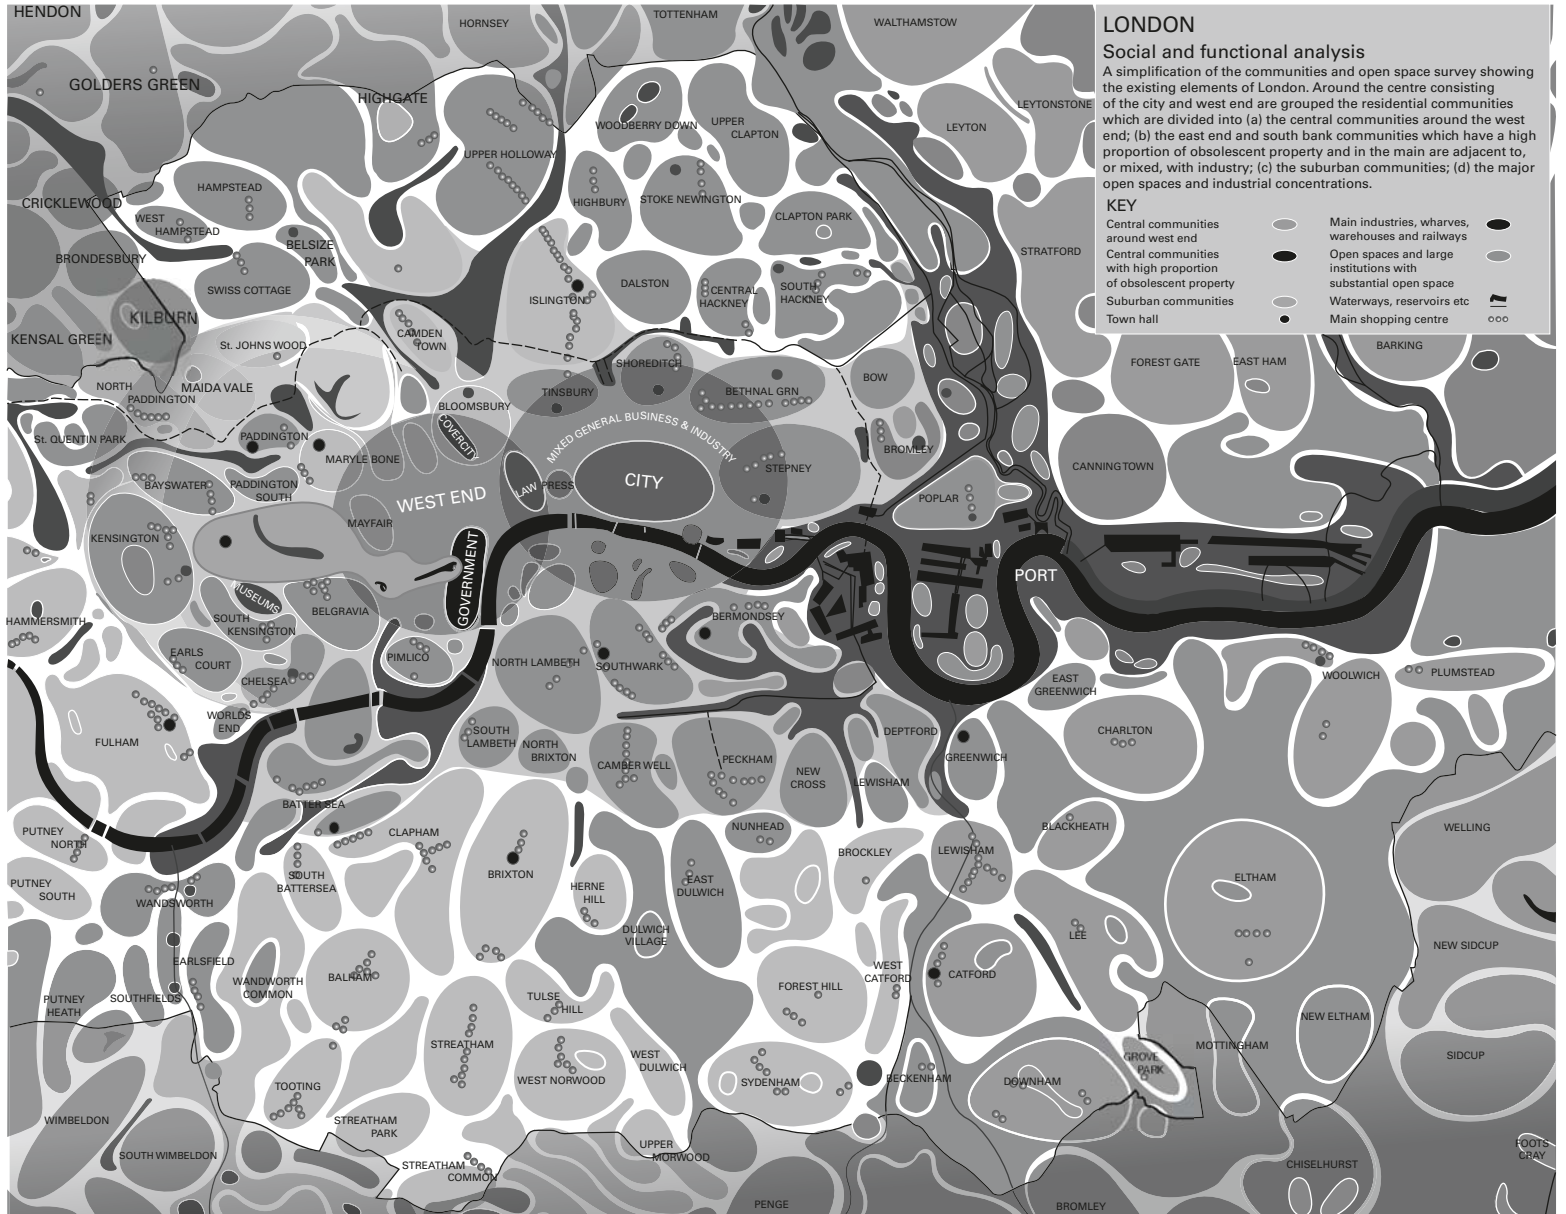 HENDON
HORNSEY
TOTTENHAM
WALTHAMSTOW
LONDON
Social and functional analysis
A simplification of the communities and open space survey showing
the existing elements of London. Around the centre consisting
of the city and west end are grouped the residential communities
which are divided into (a) the central communities around the west
end; (b) the east end and south bank communities which have a high
proportion of obsolescent property and in the main are adjacent to,
or mixed, with industry; (c) the suburban communities; (d) the major
open spaces and industrial concentrations.
KEY
Central communities
around west end
Central communities
with high proportion
of obsolescent property
Suburban communities
Town hall
Main industries, wharves,
warehouses and railways
Open spaces and large
institutions with
substantial open space
Waterways, reservoirs etc
Main shopping centre
GOLDERS GREEN
HIGHGATE
LEYTONSTONE
WOODBERRY DOWN
UPPER
CLAPTON
LEYTON
UPPER HOLLOWAY
HAMPSTEAD
CRICKLEWOOD
WEST
HAMPSTEAD
HIGHBURY
STOKE NEWINGTON
CLAPTON PARK
BELSIZE
PARK
BRONDESBURY
STRATFORD
SWISS COTTAGE
DALSTON
CENTRAL
HACKNEY
SOUTH
HACKNEY
ISLINGTON
KILBURN
KENSAL GREEN
St. JOHNS WOOD
CAMDEN
TOWN
BARKING
FOREST GATE
EAST HAM
SHOREDITCH
NORTH
PADDINGTON
MAIDA VALE
TINSBURY
BETHNAL GRN
BOW
BLOOMSBURY
COVERCITY
MIXED GENERAL BUSINESS & INDUSTRY
St. QUENTIN PARK
PADDINGTON
MARYLE BONE
BROMLEY
CANNING TOWN
STEPNEY
BAYSWATER
PADDINGTON
SOUTH
WEST END
LAW
PRESS
CITY
POPLAR
MAYFAIR
KENSINGTON
GOVERNMENT
PORT
MUSEUMS
BELGRAVIA
HAMMERSMITH
SOUTH
KENSINGTON
BERMONDSEY
EARLS
COURT
PIMLICO
NORTH LAMBETH
SOUTHWARK
CHELSEA
EAST
GREENWICH
WOOLWICH
PLUMSTEAD
WORLDS
END
FULHAM
SOUTH
LAMBETH
NORTH
BRIXTON
DEPTFORD
CHARLTON
CAMBER WELL
PECKHAM
NEW
CROSS
LEWISHAM
GREENWICH
BATTER SEA
PUTNEY
NORTH
CLAPHAM
NUNHEAD
BLACKHEATH
WELLING
BROCKLEY
LEWISHAM
PUTNEY
SOUTH
SOUTH
BATTERSEA
BRIXTON
HERNE
HILL
EAST
DULWICH
ELTHAM
WANDSWORTH
DULWICH
VILLAGE
LEE
NEW SIDCUP
EARLSFIELD
WANDWORTH
COMMON
BALHAM
WEST
CATFORD
CATFORD
FOREST HILL
PUTNEY
HEATH
SOUTHFIELDS
TULSE
HILL
NEW ELTHAM
STREATHAM
WEST
DULWICH
MOTTINGHAM
SIDCUP
GROVE
PARK
WEST NORWOOD
SYDENHAM
BECKENHAM
DOWNHAM
TOOTING
WIMBELDON
STREATHAM
PARK
SOUTH WIMBELDON
UPPER
MORWOOD
FOOTS
CRAY
STREATHAM
COMMON
CHISELHURST
PENGE
BROMLEY